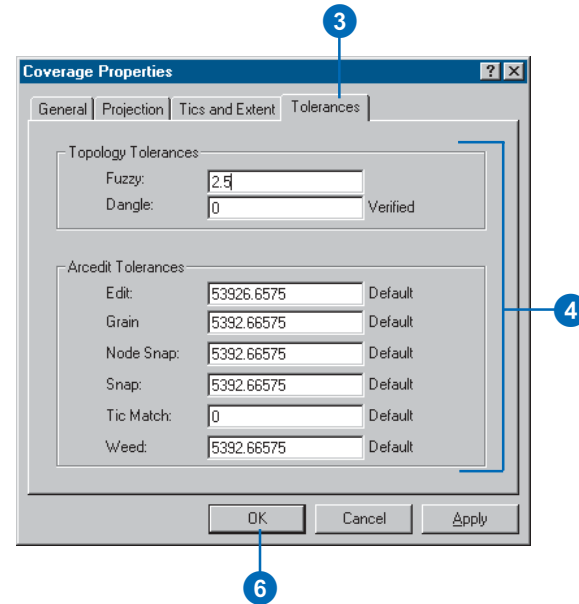 3
Coverage Properties
General Projection Tics and Extent Tolerances
Topology Tolerances
Fuzzy: 2.5
Dangle: 0 Verified
Arcedit Tolerances
Edit: 53926.6575 Default
Grain 5392.66575 Default
Node Snap: 5392.66575 Default
Snap: 5392.66575 Default
Tic Match: 0 Default
Weed: 5392.66575 Default
4
OK Cancel Apply
6